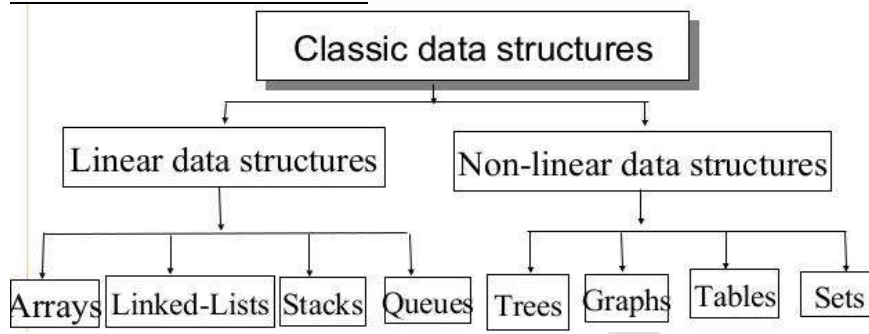 Classic data structures
Linear data structures
Non-linear data structures
Arrays
Linked-Lists
Stacks
Queues
Trees
Graphs
Tables
Sets